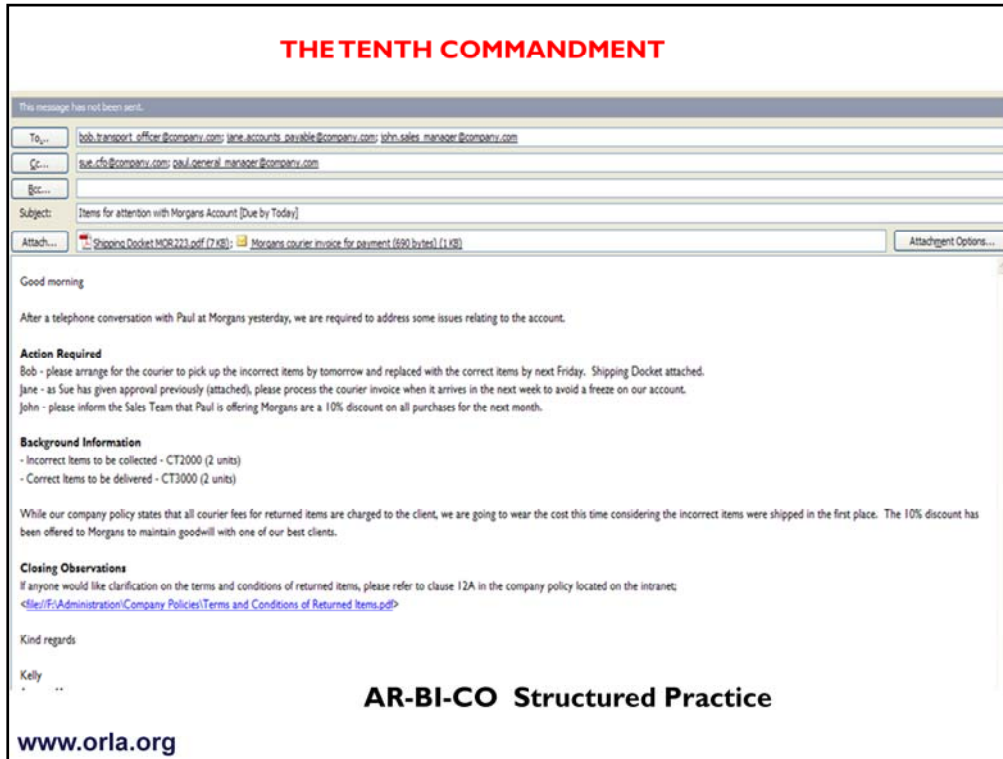 THE TENTH COMMANDMENT
This message has not been sent.
To... bob.transport_officer@company.com; jane.accounts_payable@company.com; john.sales_manager@company.com
Cc... sue.cfo@company.com; paul.general_manager@company.com
Bcc...
Subject: Items for attention with Morgans Account [Due by Today]
Attach... Shipping Docket MOR223.pdf (7 KB); Morgans courier invoice for payment (690 bytes) (1 KB) Attachment Options...
Good morning
After a telephone conversation with Paul at Morgans yesterday, we are required to address some issues relating to the account.
Action Required
Bob - please arrange for the courier to pick up the incorrect items by tomorrow and replaced with the correct items by next Friday. Shipping Docket attached.
Jane - as Sue has given approval previously (attached), please process the courier invoice when it arrives in the next week to avoid a freeze on our account.
John - please inform the Sales Team that Paul is offering Morgans are a 10% discount on all purchases for the next month.
Background Information
- Incorrect Items to be collected - CT2000 (2 units)
- Correct Items to be delivered - CT3000 (2 units)
While our company policy states that all courier fees for returned items are charged to the client, we are going to wear the cost this time considering the incorrect items were shipped in the first place. The 10% discount has
been offered to Morgans to maintain goodwill with one of our best clients.
Closing Observations
If anyone would like clarification on the terms and conditions of returned items, please refer to clause 12A in the company policy located on the intranet;
<file://F:\Administration\Company Policies\Terms and Conditions of Returned Items.pdf>
Kind regards
Kelly
AR-BI-CO Structured Practice
www.orla.org